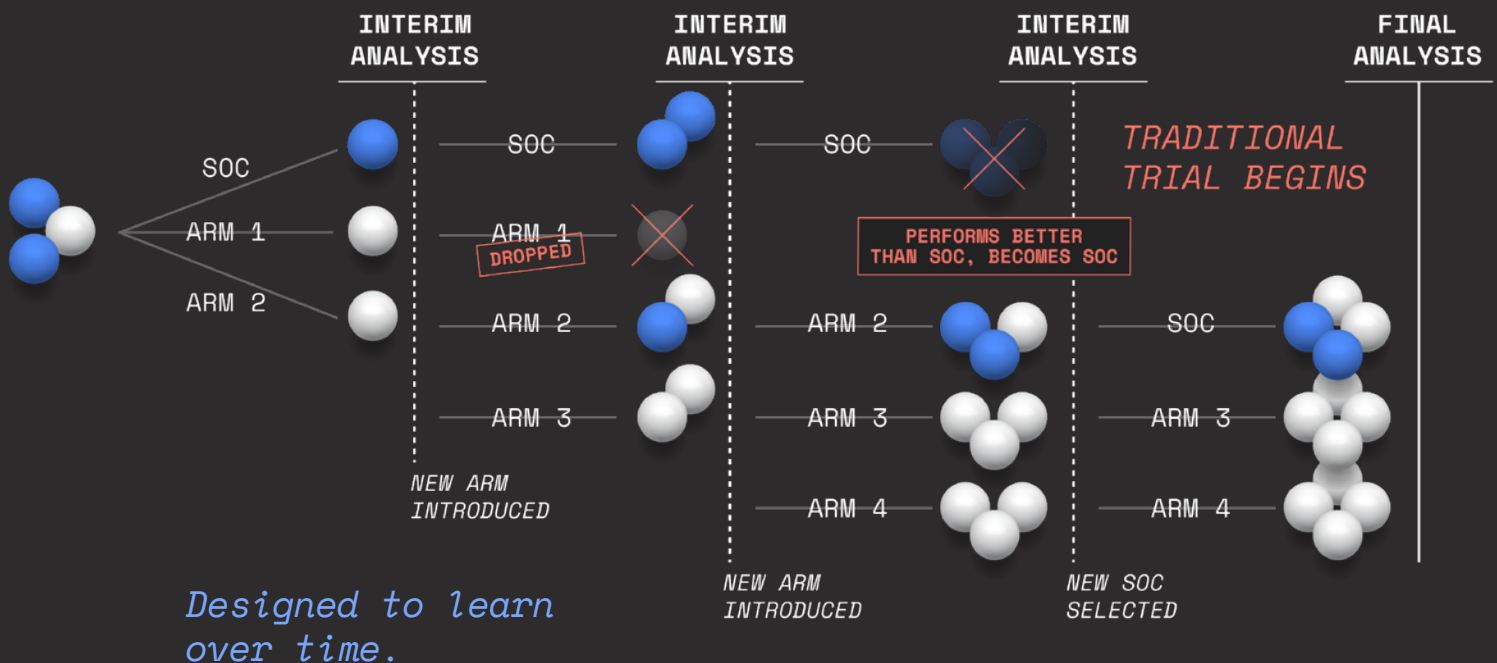 INTERIM
ANALYSIS
INTERIM
ANALYSIS
INTERIM
ANALYSIS
FINAL
ANALYSIS
SOC
ARM 1
ARM 2
SOC
ARM 1
DROPPED
ARM 2
ARM 3
NEW ARM
INTRODUCED
SOC
PERFORMS BETTER
THAN SOC, BECOMES SOC
ARM 2
ARM 3
ARM 4
NEW ARM
INTRODUCED
TRADITIONAL
TRIAL BEGINS
SOC
ARM 3
ARM 4
NEW SOC
SELECTED
Designed to learn
over time.